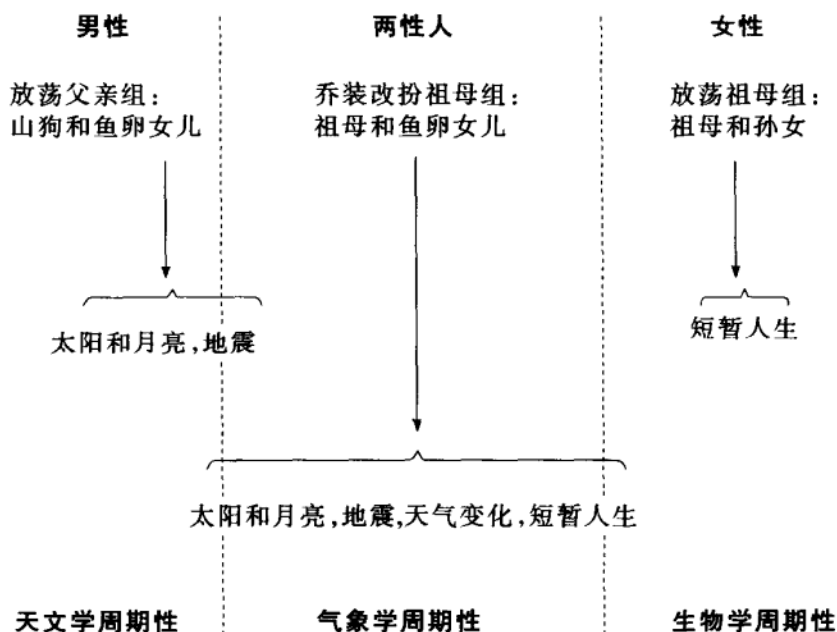 男性 两性人 女性
放荡父亲组： 乔装改扮祖母组： 放荡祖母组：
山狗和鱼卵女儿 祖母和鱼卵女儿 祖母和孙女
短暂人生
太阳和月亮,地震
太阳和月亮,地震,天气变化,短暂人生
天文学周期性 气象学周期性 生物学周期性